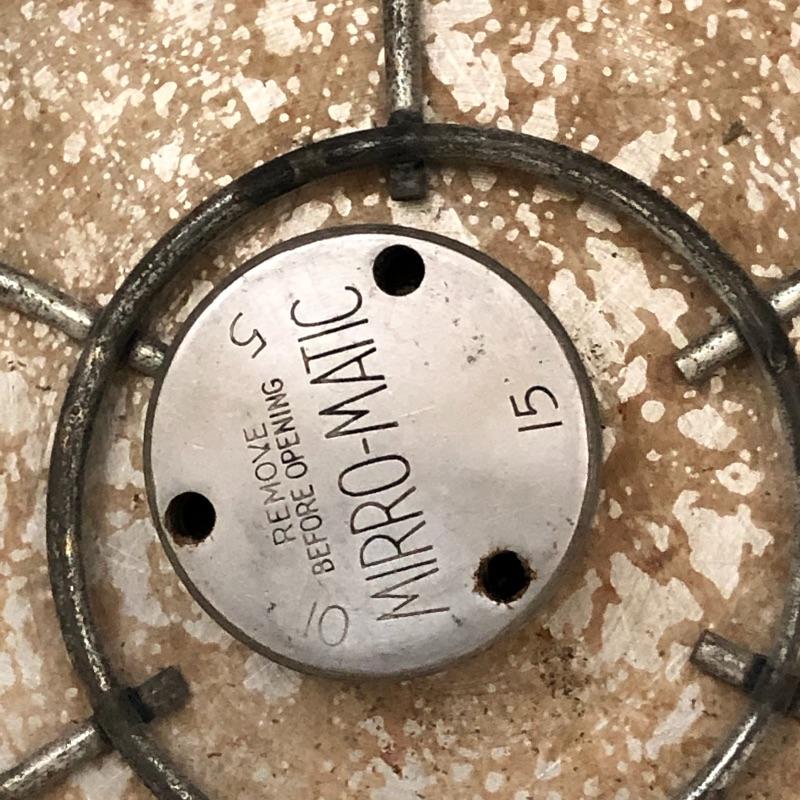 5
REMOVE
BEFORE OPENING
10
MIRRO-MATIC
15